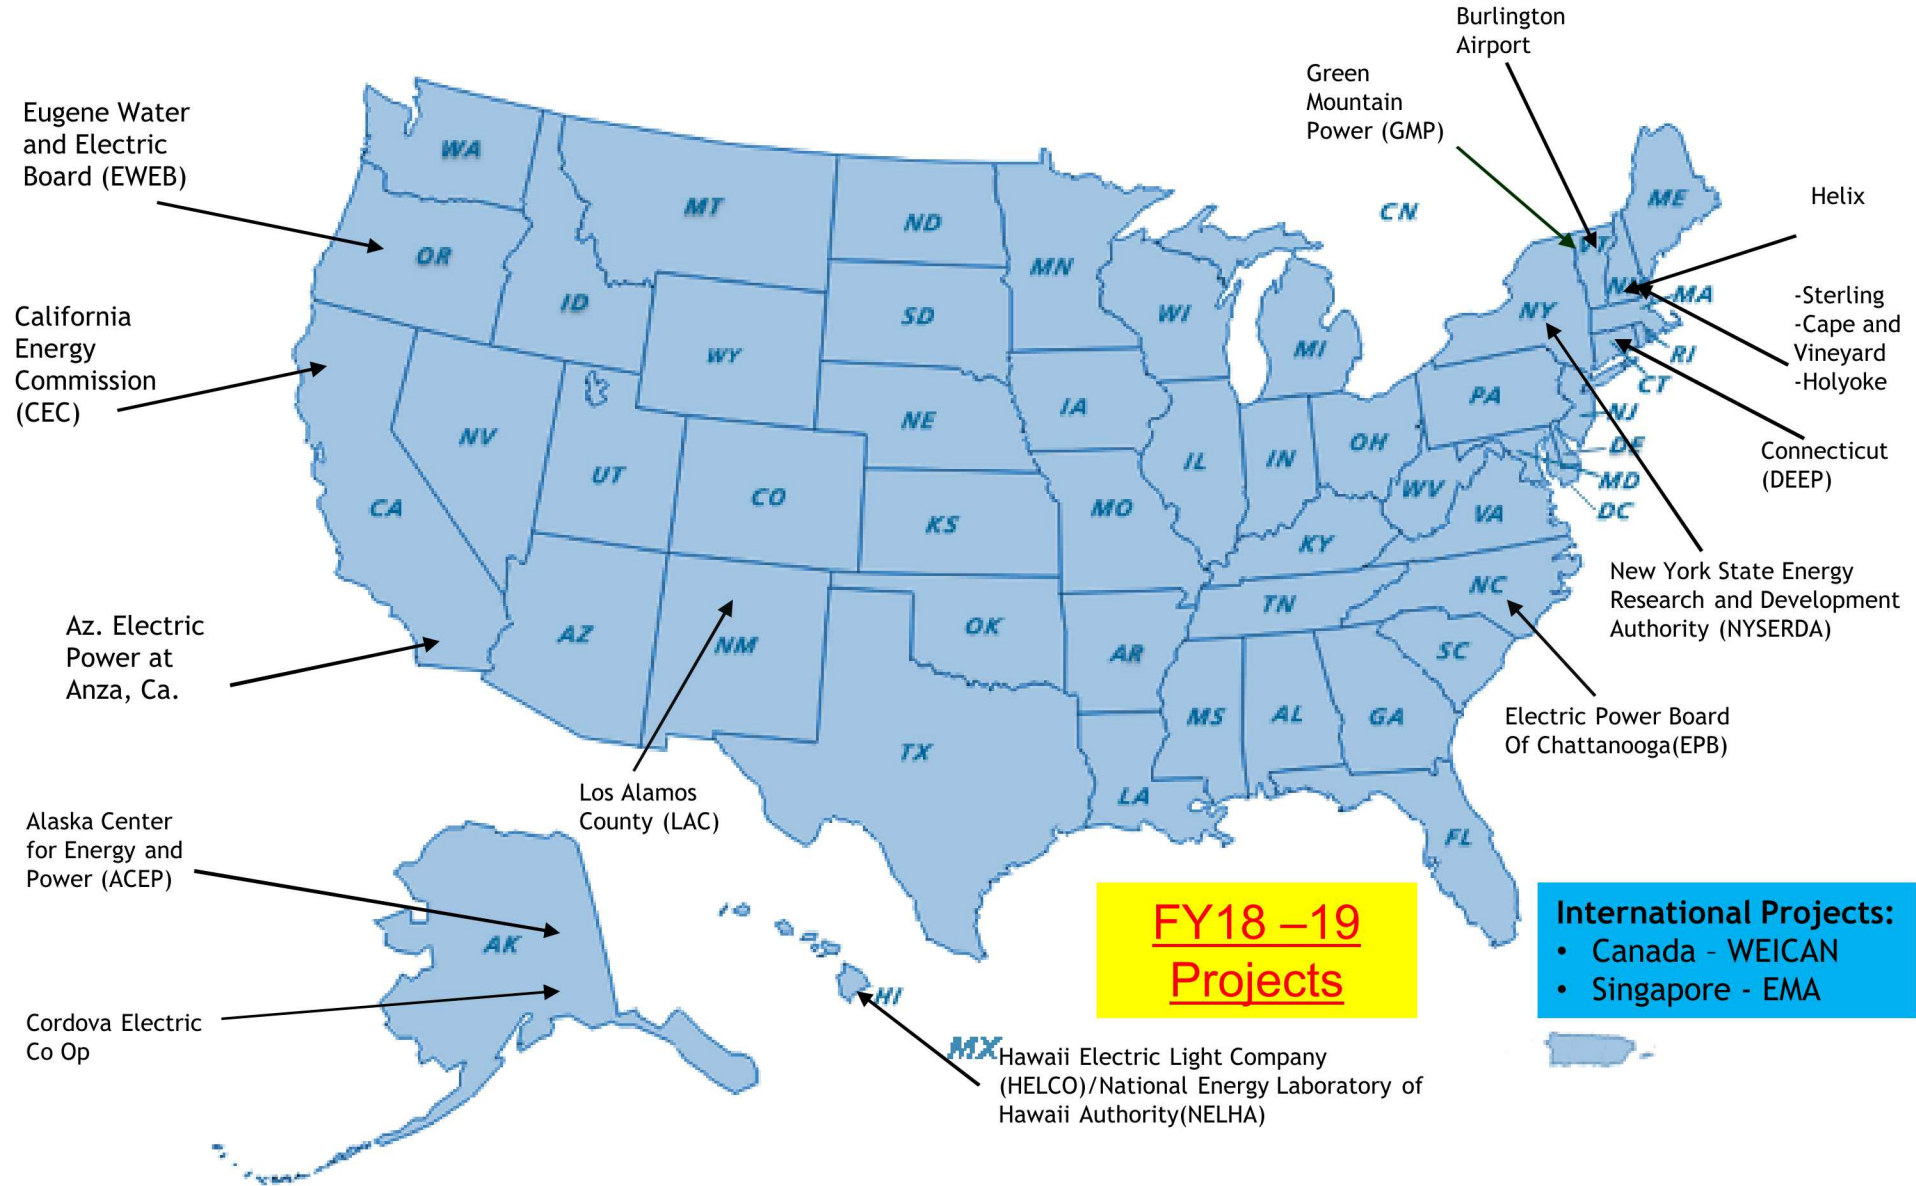 Burlington
Airport
Green
Mountain
Power (GMP)
Eugene Water
and Electric
Board (EWEB)
Helix
California
Energy
Commission
(CEC)
-Sterling
-Cape and
Vineyard
-Holyoke
Connecticut
(DEEP)
New York State Energy
Research and Development
Authority (NYSERDA)
Az. Electric
Power at
Anza, Ca.
Electric Power Board
Of Chattanooga(EPB)
Los Alamos
County (LAC)
Alaska Center
for Energy and
Power (ACEP)
Cordova Electric
Co Op
Hawaii Electric Light Company
(HELCO)/National Energy Laboratory of
Hawaii Authority(NELHA)
FY18 –19
Projects
International Projects:
• Canada – WEICAN
• Singapore - EMA
WA
OR
ID
MT
ND
MN
SD
WY
WI
MI
CN
ME
VT
MA
NY
RI
CT
NJ
PA
DE
MD
DC
IA
NE
NV
UT
CO
CA
KS
MO
IL
IN
OH
WV
VA
KY
NC
TN
SC
AZ
NM
OK
AR
MS
AL
GA
TX
LA
FL
AK
HI
MX